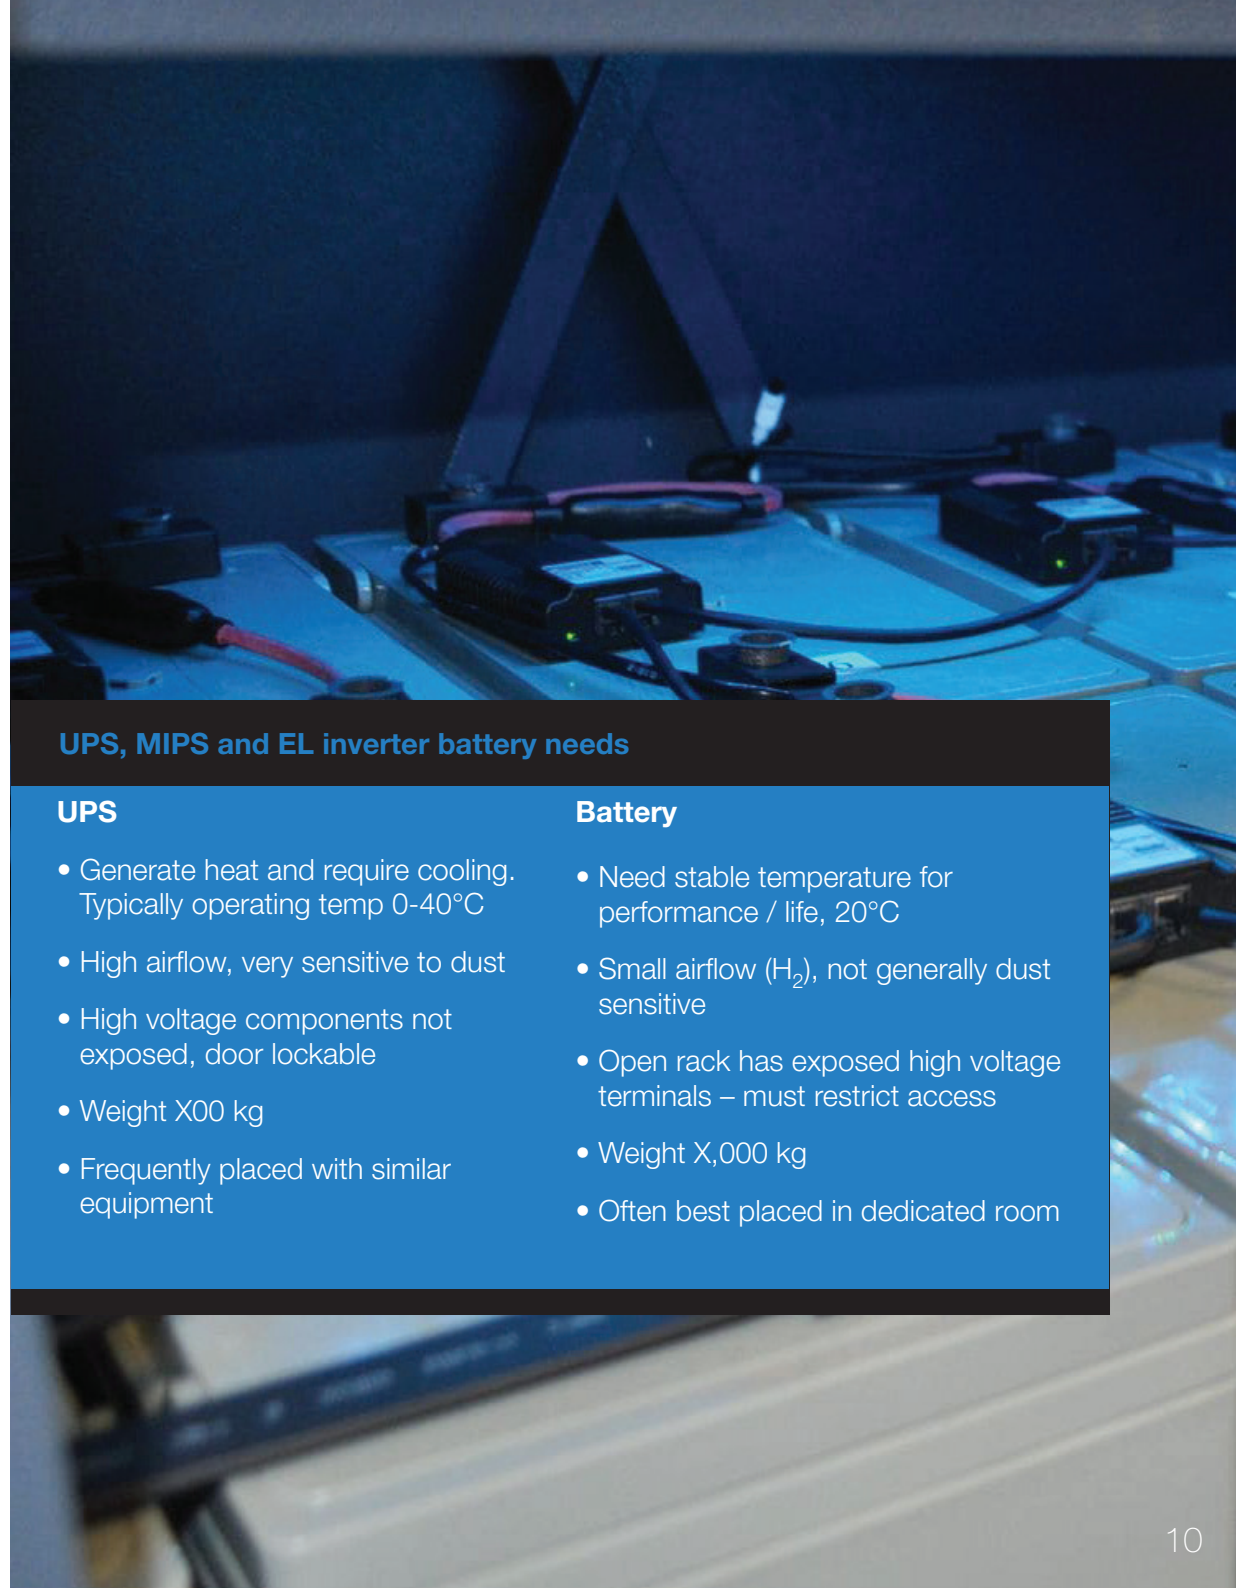 UPS, MIPS and EL inverter battery needs
UPS
• Generate heat and require cooling.
Typically operating temp 0-40°C
• High airflow, very sensitive to dust
• High voltage components not
exposed, door lockable
• Weight X00 kg
• Frequently placed with similar
equipment
Battery
• Need stable temperature for
performance / life, 20°C
• Small airflow (H₂), not generally dust
sensitive
• Open rack has exposed high voltage
terminals – must restrict access
• Weight X,000 kg
• Often best placed in dedicated room
10